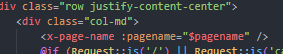 <div class="row justify-content-center">
<div class="col-md">
<x-page-name :pagename="$pagename" />
@if (Request::is('/') || Request::is('ca